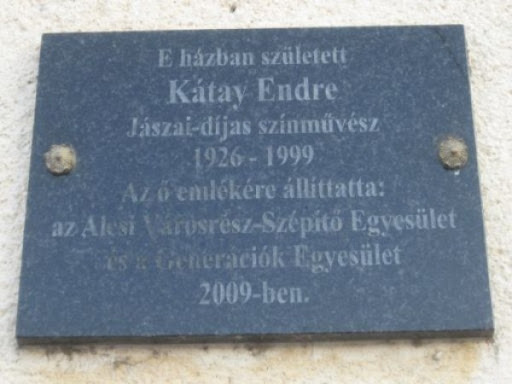 E házban született
Kátay Endre
Jászai-díjas színművész
1926 - 1999
Az ő emlékére állíttatta:
az Alcsi Városrész-Szépítő Egyesület
és a Generációk Egyesület
2009-ben.